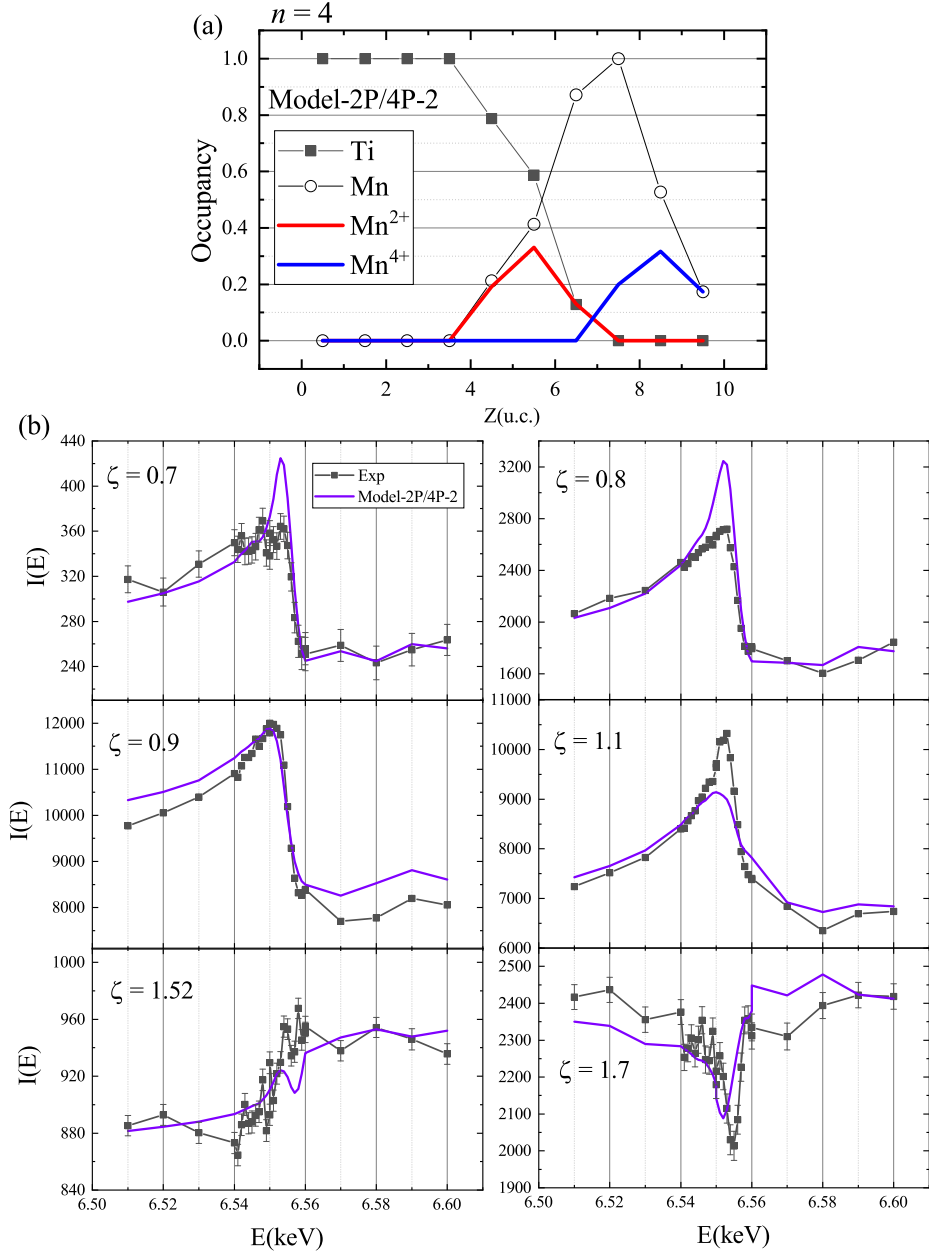 n = 4
(a)
1.0
0.8
0.6
0.4
0.2
0.0
Occupancy
Model-2P/4P-2
Ti
Mn
Mn²⁺
Mn⁴⁺
0 2 4 6 8 10
Z(u.c.)
(b)
440
400
360
320
280
240
I(E)
ζ = 0.7
Exp
Model-2P/4P-2
3200
2800
2400
2000
1600
1100
I(E)
ζ = 0.8
12000
11000
10000
9000
8000
I(E)
ζ = 0.9
10000
9000
8000
7000
6000
I(E)
ζ = 1.1
1000
960
920
880
840
I(E)
ζ = 1.52
6.50 6.52 6.54 6.56 6.58 6.60
E(keV)
2500
2400
2300
2200
2100
2000
1900
I(E)
ζ = 1.7
6.50 6.52 6.54 6.56 6.58 6.60
E(keV)